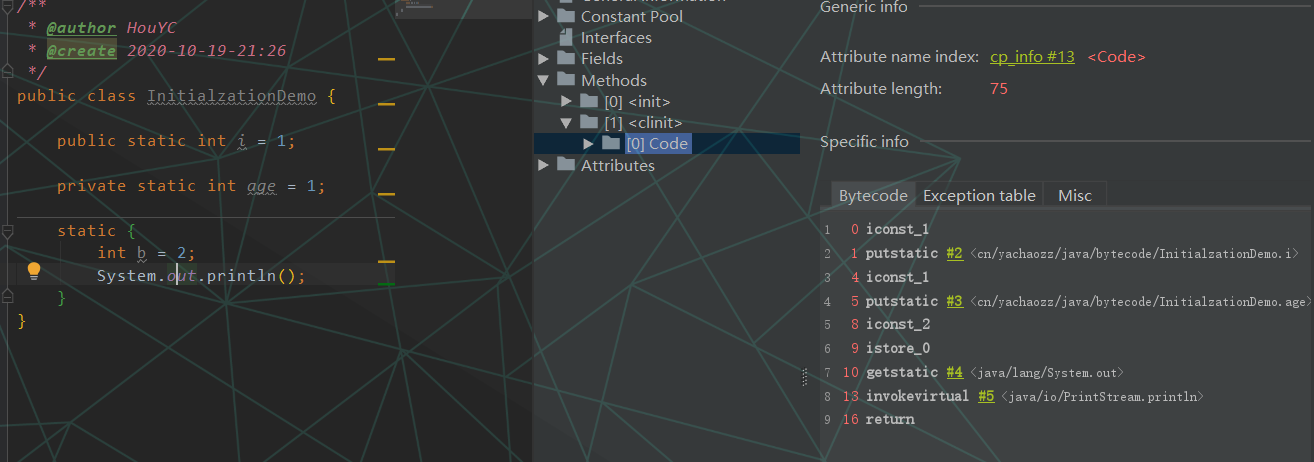 /**
* @author HouYC
* @create 2020-10-19-21:26
*/
public class InitialzationDemo {
public static int i = 1;
private static int age = 1;
static {
int b = 2;
System.out.println();
}
}
Constant Pool
Interfaces
Fields
Methods
[0] <init>
[1] <clinit>
[0] Code
Attributes
Generic info
Attribute name index: cp_info #13 <Code>
Attribute length: 75
Specific info
Bytecode Exception table Misc
1 0 iconst_1
2 1 putstatic #2 <cn/yachaozz/java/bytecode/InitialzationDemo.i>
3 4 iconst_1
4 5 putstatic #3 <cn/yachaozz/java/bytecode/InitialzationDemo.age>
5 8 iconst_2
6 9 istore_0
7 10 getstatic #4 <java/lang/System.out>
8 13 invokevirtual #5 <java/io/PrintStream.println>
9 16 return